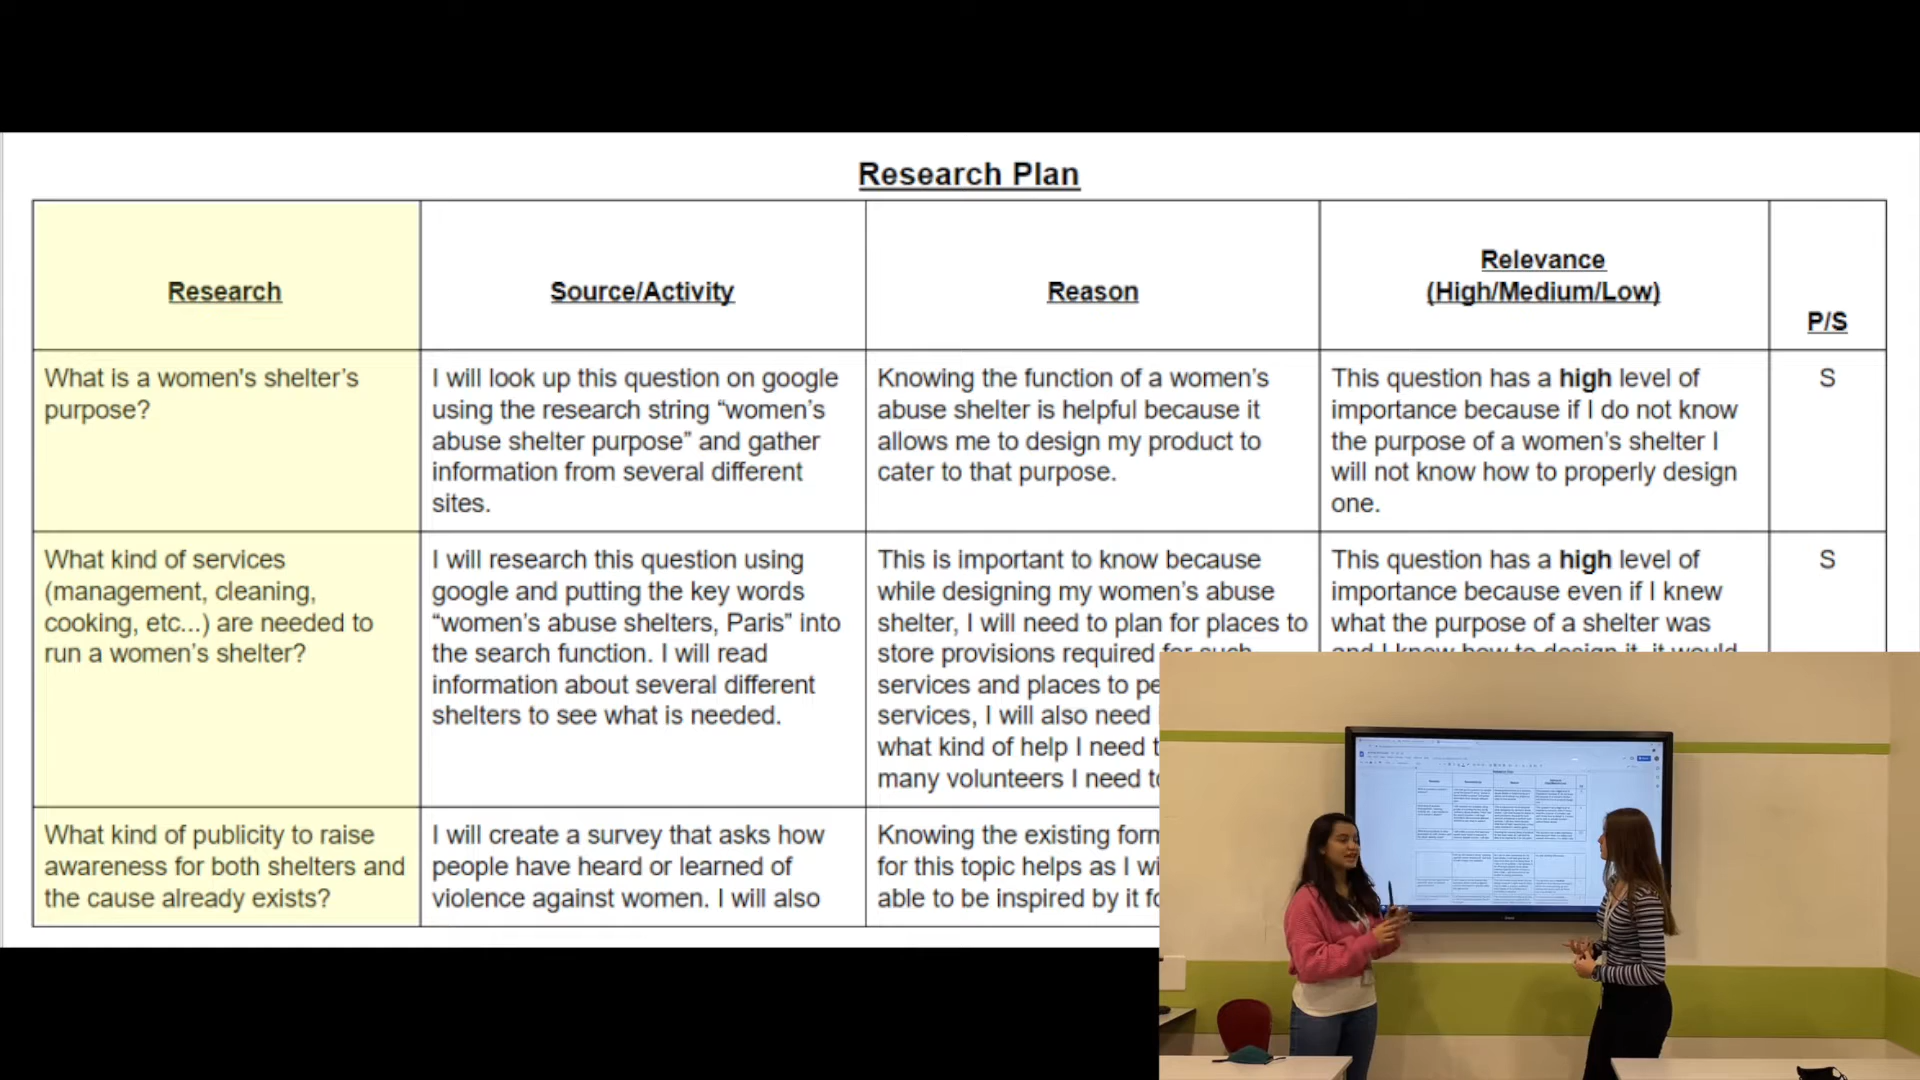 Research Plan
Research
Source/Activity
Reason
Relevance
(High/Medium/Low)
P/S
What is a women's shelter's
purpose?
I will look up this question on google
using the research string “women's
abuse shelter purpose” and gather
information from several different
sites.
Knowing the function of a women's
abuse shelter is helpful because it
allows me to design my product to
cater to that purpose.
This question has a high level of
importance because if I do not know
the purpose of a women's shelter I
will not know how to properly design
one.
S
What kind of services
(management, cleaning,
cooking, etc...) are needed to
run a women's shelter?
I will research this question using
google and putting the key words
“women's abuse shelters, Paris” into
the search function. I will read
information about several different
shelters to see what is needed.
This is important to know because
while designing my women's abuse
shelter, I will need to plan for places to
store provisions required for such
services and places to
services, I will also need
what kind of help I need
many volunteers I need
This question has a high level of
importance because even if I knew
what the purpose of a shelter was
and I knew how to design it, it would
S
What kind of publicity to raise
awareness for both shelters and
the cause already exists?
I will create a survey that asks how
people have heard or learned of
violence against women. I will also
Knowing the existing
for this topic helps as I
able to be inspired by it